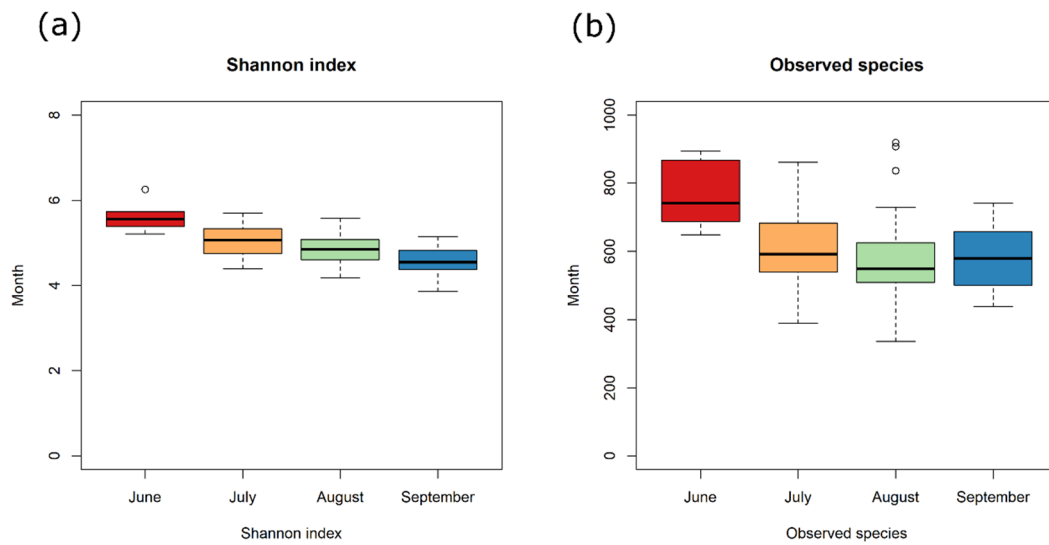 (a)
Shannon index
8
6
4
2
0
Month
June July August September
Shannon index
(b)
Observed species
1000
800
600
400
200
0
Month
June July August September
Observed species